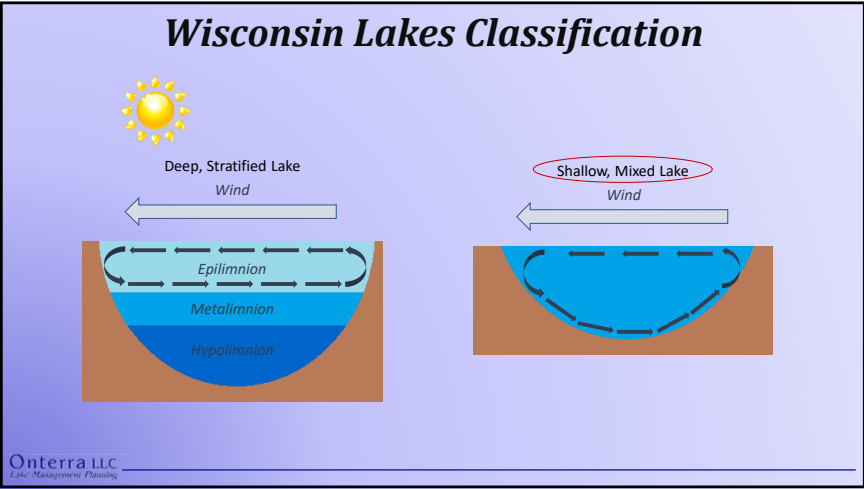 Wisconsin Lakes Classification
Deep, Stratified Lake
Wind
Epilimnion
Metalimnion
Hypolimnion
Shallow, Mixed Lake
Wind
Onterra LLC
Lake Management Planning